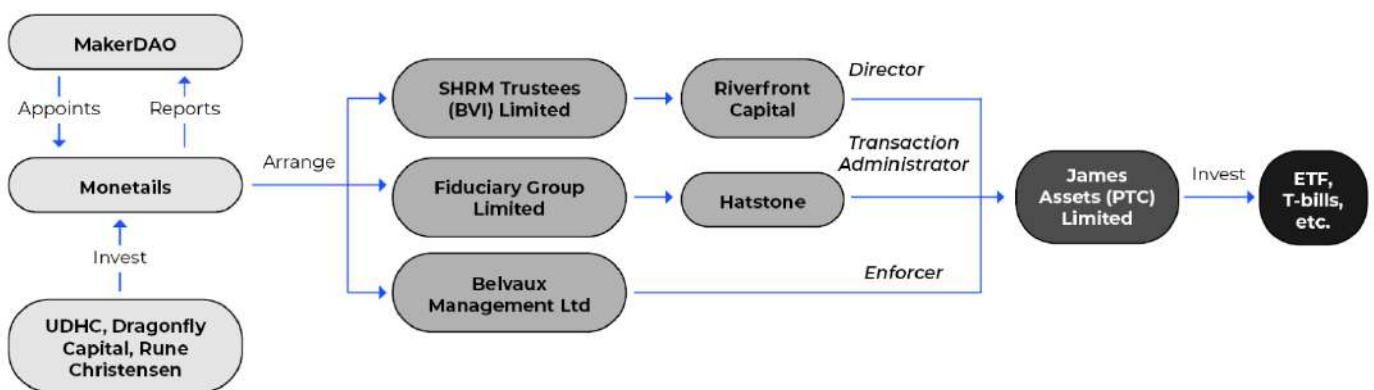 MakerDAO
Appoints
Reports
Monetails
Invest
UDHC, Dragonfly
Capital, Rune
Christensen
Arrange
SHRM Trustees
(BVI) Limited
Riverfront
Capital
Director
Fiduciary Group
Limited
Hatstone
Transaction
Administrator
Belvaux
Management Ltd
Enforcer
James
Assets (PTC)
Limited
Invest
ETF,
T-bills,
etc.